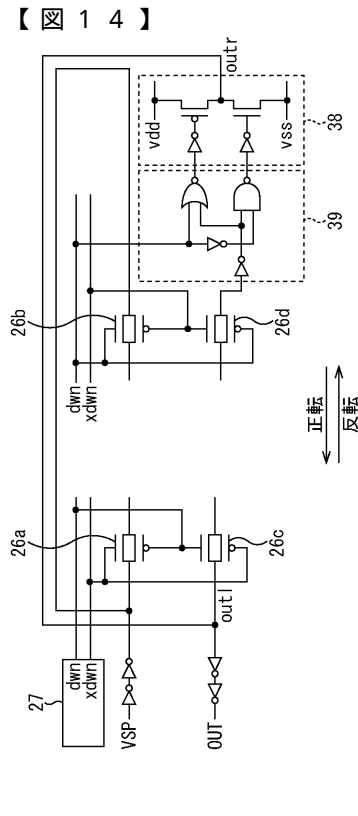 【図14】
outr
vdd
vss
38
39
26b
26d
dwn
xdwn
正転
反転
26a
26c
outl
27
dwn
xdwn
VSP
OUT